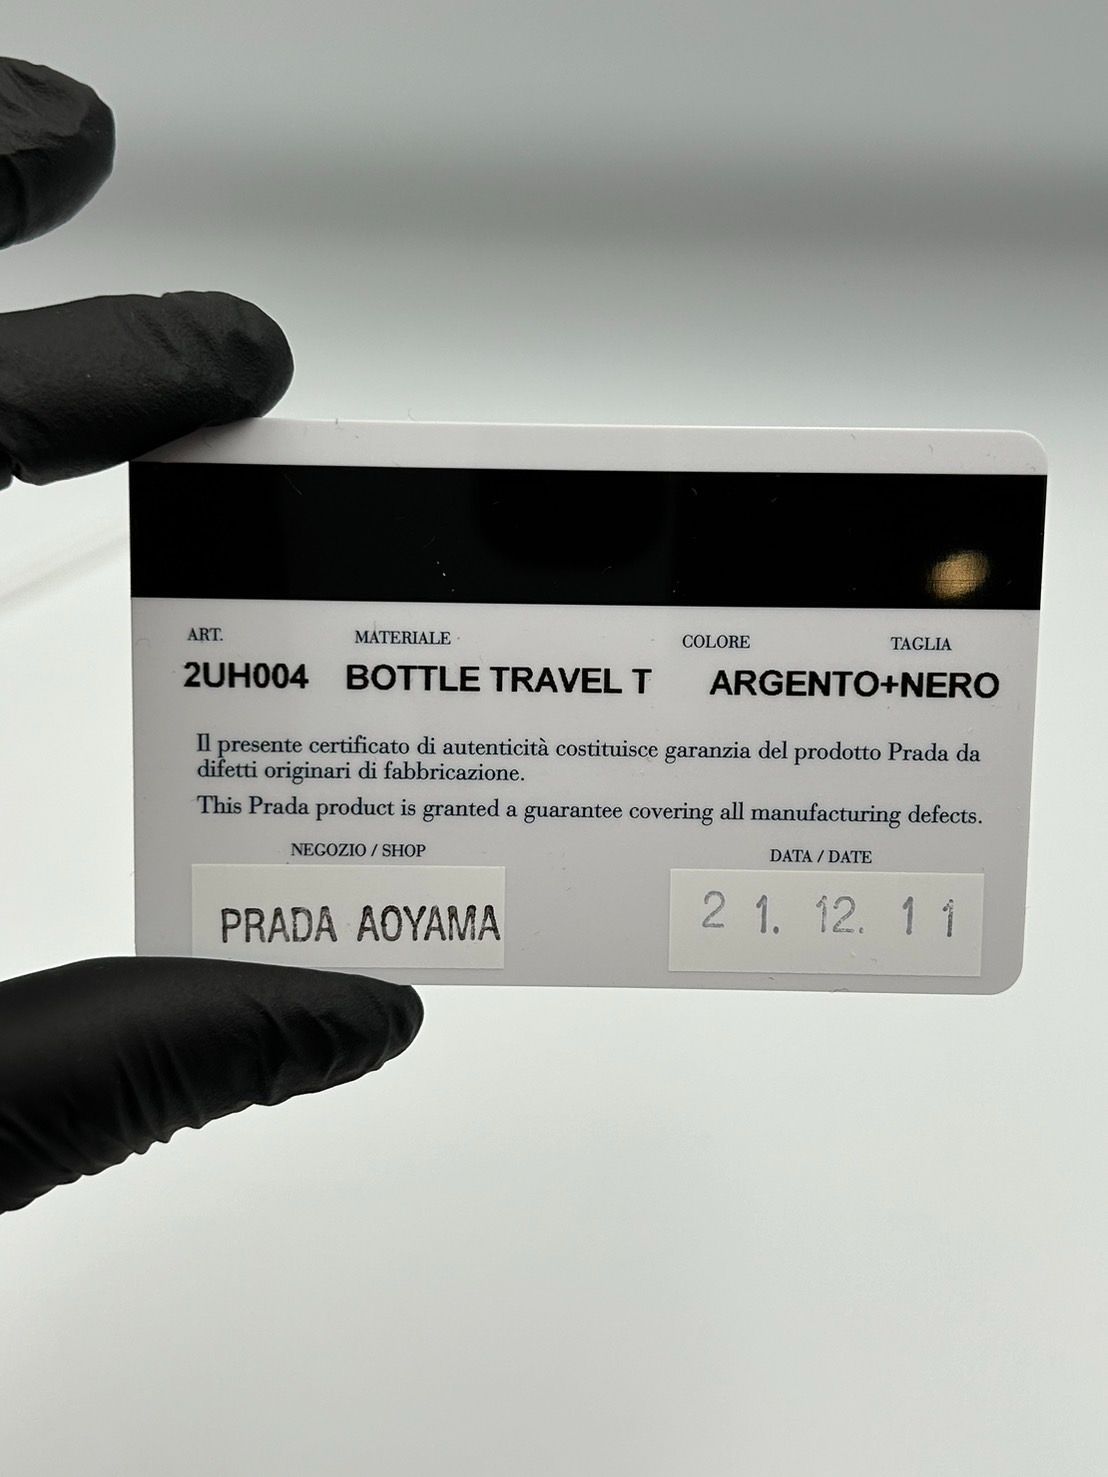 ART. MATERIALE COLORE TAGLIA
2UH004 BOTTLE TRAVEL T ARGENTO+NERO
Il presente certificato di autenticità costituisce garanzia del prodotto Prada da
difetti originari di fabbricazione.
This Prada product is granted a guarantee covering all manufacturing defects.
NEGOZIO / SHOP DATA / DATE
PRADA AOYAMA 21. 12. 11